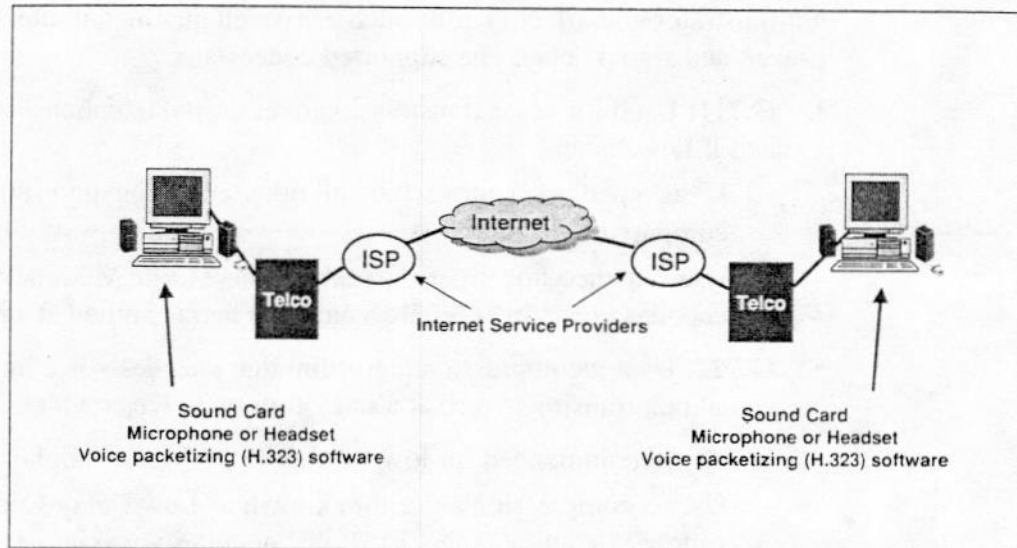 Internet
ISP
ISP
Telco
Telco
Internet Service Providers
Sound Card
Microphone or Headset
Voice packetizing (H.323) software
Sound Card
Microphone or Headset
Voice packetizing (H.323) software